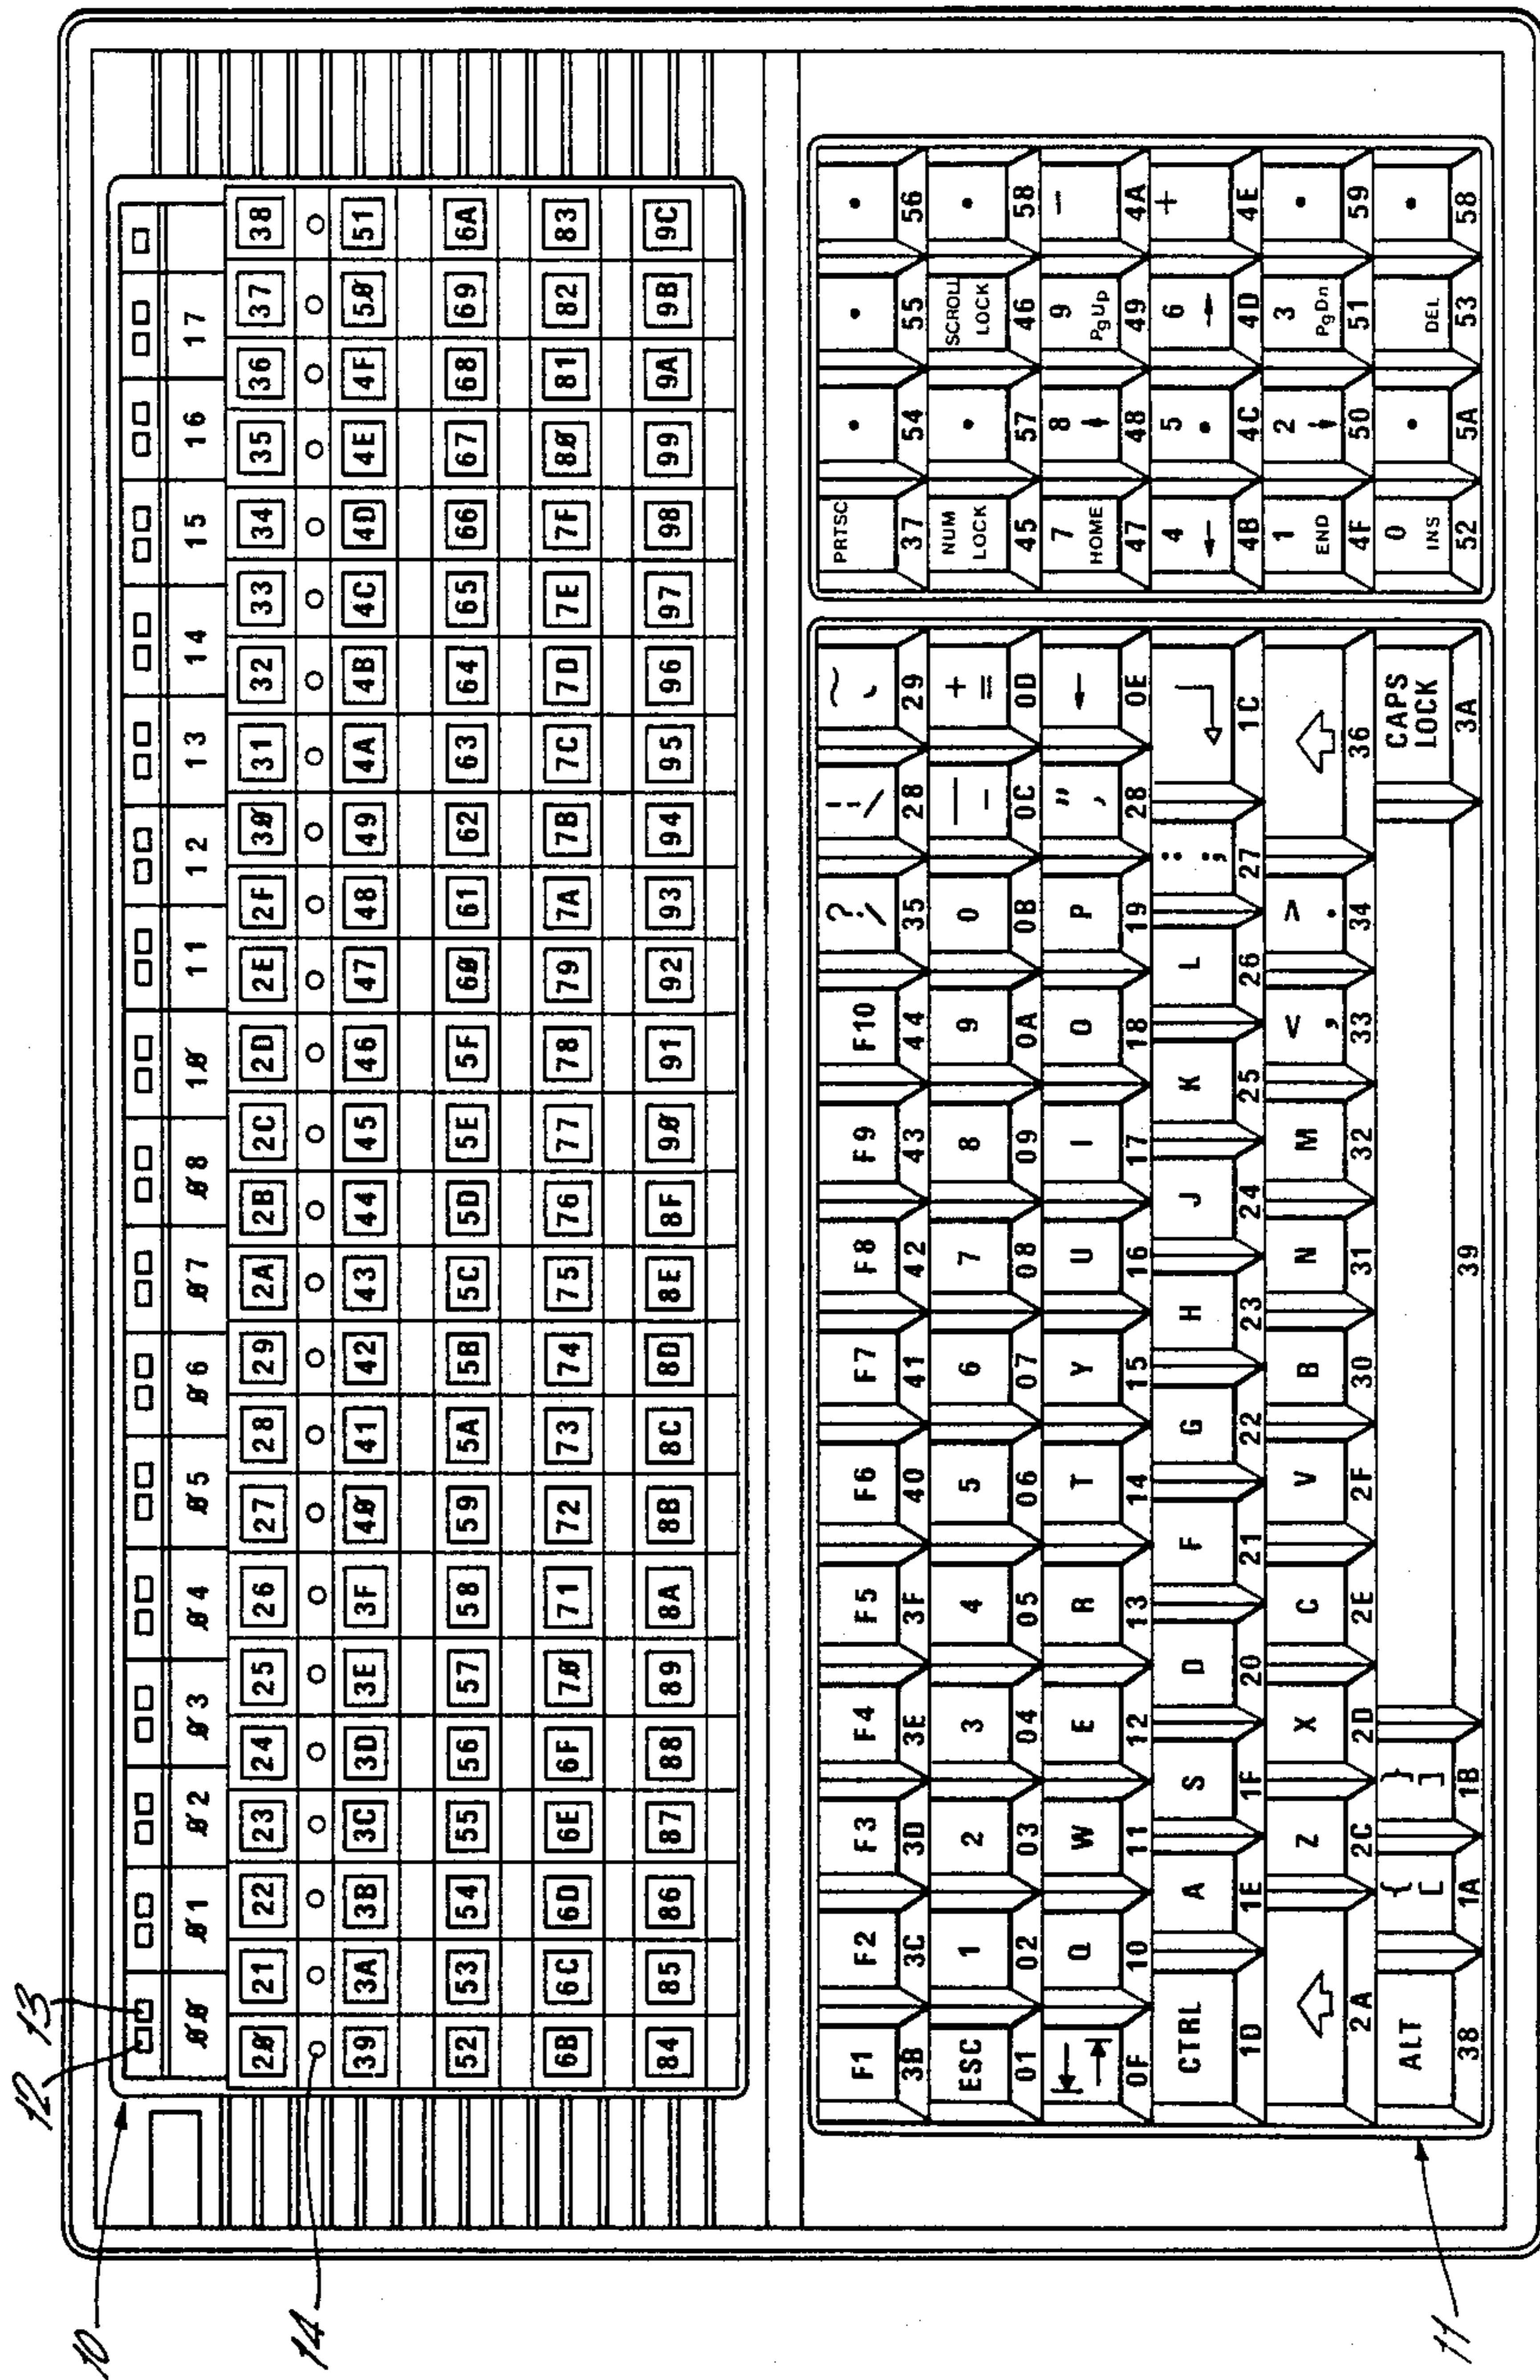 10
12 13
ØØ Ø1 Ø2 Ø3 Ø4 Ø5 Ø6 Ø7 Ø8 1Ø 11 12 13 14 15 16 17
2Ø 21 22 23 24 25 26 27 28 29 2A 2B 2C 2D 2E 2F 3Ø 31 32 33 34 35 36 37 38
14
39 3A 3B 3C 3D 3E 3F 4Ø 41 42 43 44 45 46 47 48 49 4A 4B 4C 4D 4E 4F 5Ø 51
52 53 54 55 56 57 58 59 5A 5B 5C 5D 5E 5F 6Ø 61 62 63 64 65 66 67 68 69 6A
6B 6C 6D 6E 6F 7Ø 71 72 73 74 75 76 77 78 79 7A 7B 7C 7D 7E 7F 8Ø 81 82 83
84 85 86 87 88 89 8A 8B 8C 8D 8E 8F 9Ø 91 92 93 94 95 96 97 98 99 9A 9B 9C
F1 F2 F3 F4 F5 F6 F7 F8 F9 F10 ? / ¦ \ ~ ` PRTSC • • •
3B 3C 3D 3E 3F 40 41 42 43 44 35 28 29 37 54 55 56
ESC 1 2 3 4 5 6 7 8 9 0 — - + = NUM LOCK • SCROLL LOCK •
01 02 03 04 05 06 07 08 09 0A 0B 0C 0D 45 57 46 58
Q W E R T Y U I O P " , ← 7 HOME 8 ↑ 9 PgUp −
0F 10 11 12 13 14 15 16 17 18 19 28 0E 47 48 49 4A
CTRL A S D F G H J K L : ; 4 ← 5 • 6 → +
1D 1E 1F 20 21 22 23 24 25 26 27 1C 4B 4C 4D 4E
Z X C V B N M < , > . 1 END 2 ↓ 3 PgDn •
2A 2C 2D 2E 2F 30 31 32 33 34 36 4F 50 51 59
ALT { [ } ] CAPS LOCK 0 INS • DEL •
38 1A 1B 39 3A 52 5A 53 58
11